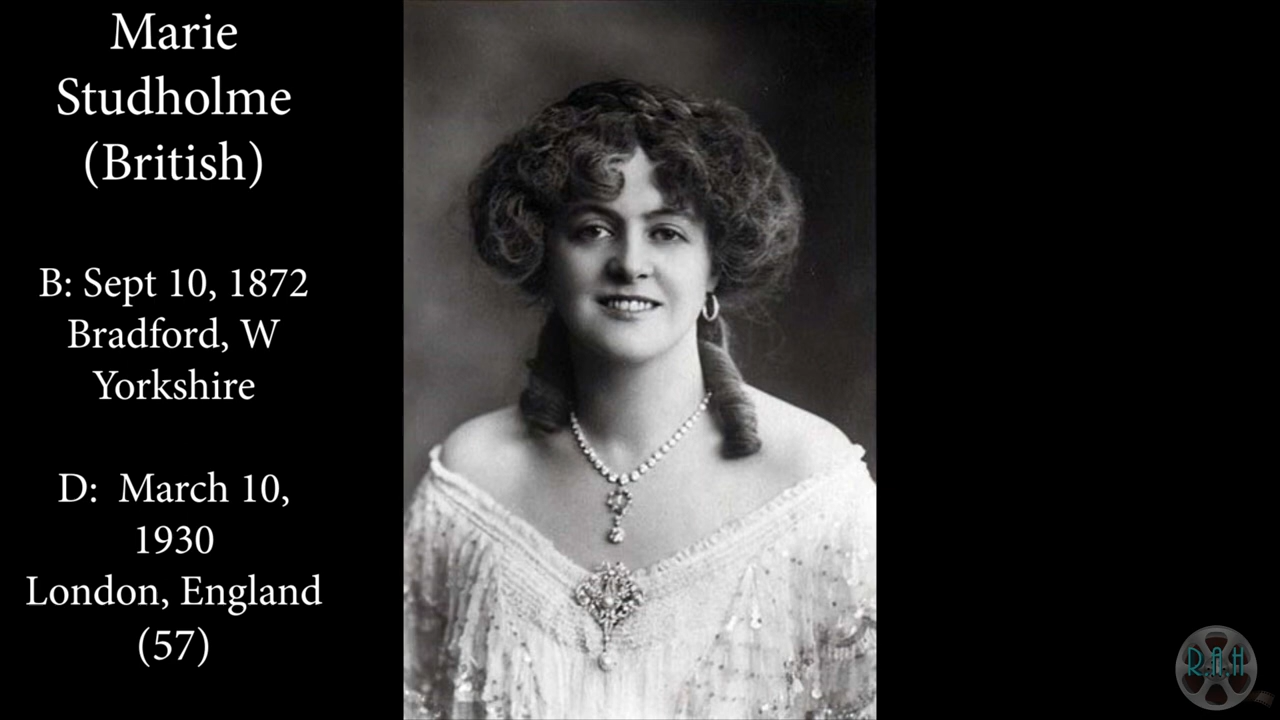 Marie
Studholme
(British)
B: Sept 10, 1872
Bradford, W
Yorkshire
D: March 10,
1930
London, England
(57)
R.A.H